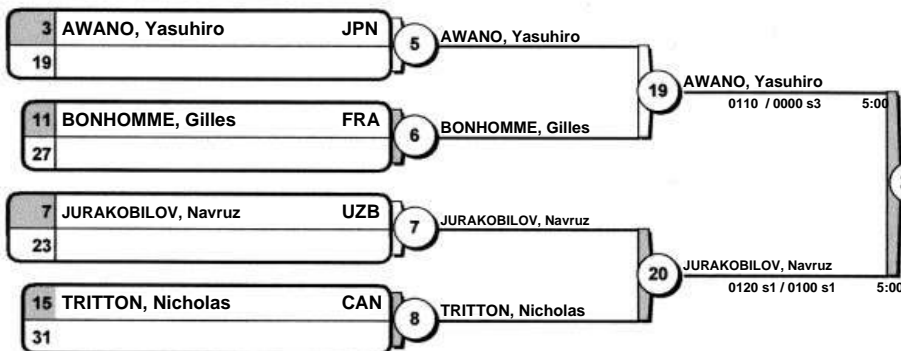 3 AWANO, Yasuhiro JPN
19
5
AWANO, Yasuhiro
19
AWANO, Yasuhiro
0110 / 0000 s3 5:00
11 BONHOMME, Gilles FRA
27
6
BONHOMME, Gilles
7 JURAKOBILOV, Navruz UZB
23
7
JURAKOBILOV, Navruz
20
JURAKOBILOV, Navruz
0120 s1 / 0100 s1 5:00
15 TRITTON, Nicholas CAN
31
8
TRITTON, Nicholas